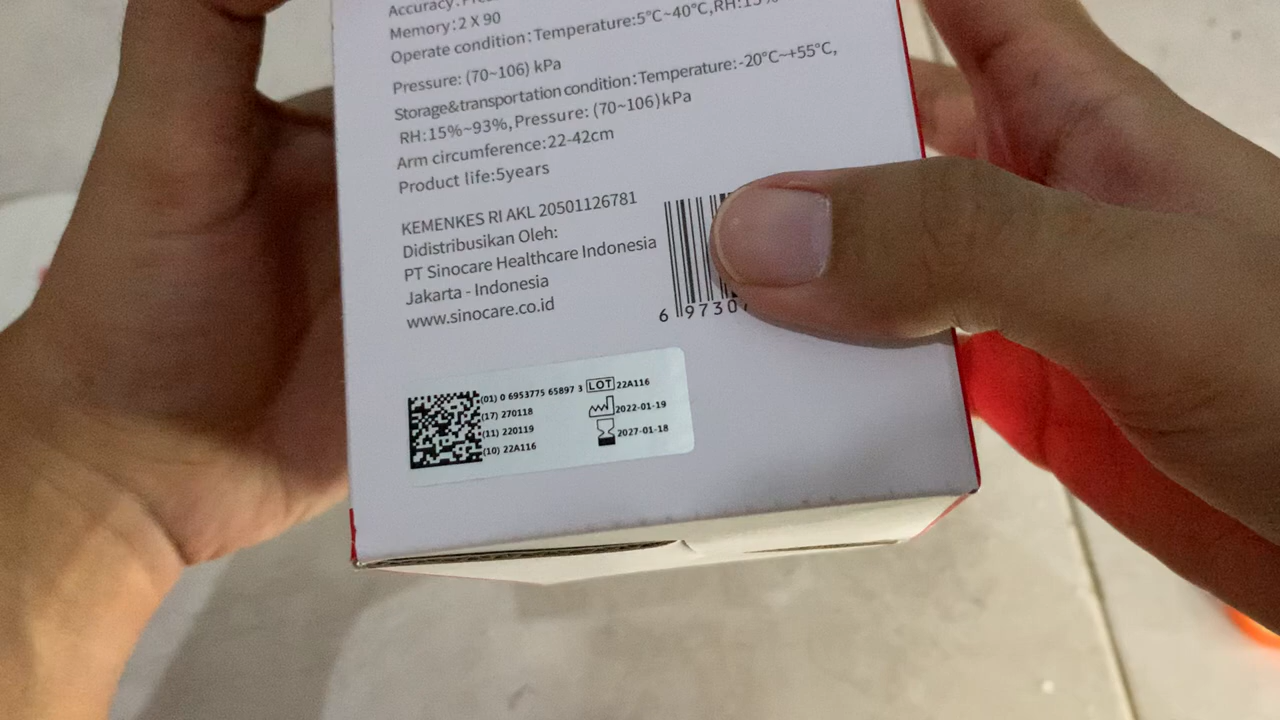 Accuracy:
Memory:2 X 90
Operate condition:Temperature:5°C~40°C,RH:15%
Pressure: (70~106) kPa
Storage&transportation condition:Temperature:-20°C~+55°C,
RH:15%~93%,Pressure: (70~106)kPa
Arm circumference:22-42cm
Product life:5years
KEMENKES RI AKL 20501126781
Didistribusikan Oleh:
PT Sinocare Healthcare Indonesia
Jakarta - Indonesia
www.sinocare.co.id
6 9730
(01) 0 6953775 65897 3 LOT 22A116
(17) 270118
2022-01-19
(11) 220119
2027-01-18
(10) 22A116